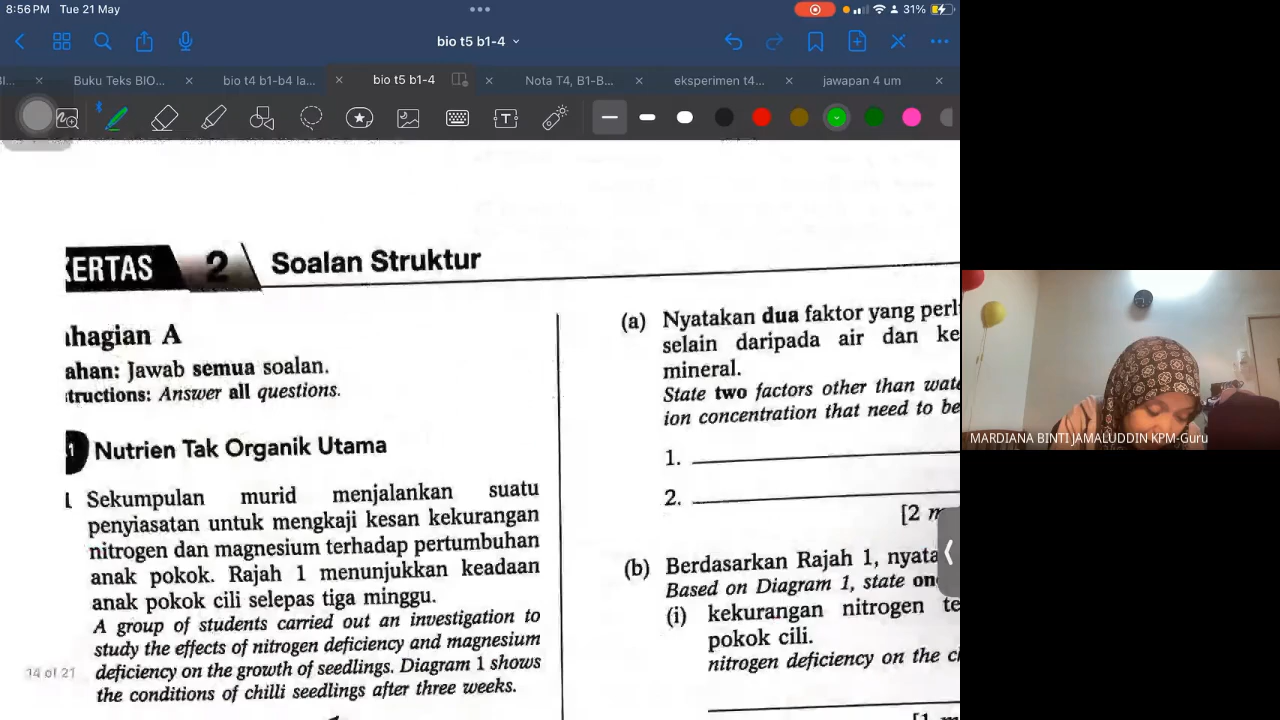 8:56 PM Tue 21 May
31%
bio t5 b1-4
Buku Teks BIO...
bio t4 b1-b4 la...
bio t5 b1-4
Nota T4, B1-B...
eksperimen t4...
jawapan 4 um
KERTAS 2 Soalan Struktur
ahagian A
ahan: Jawab semua soalan.
tructions: Answer all questions.
1 Nutrien Tak Organik Utama
Sekumpulan murid menjalankan suatu
penyiasatan untuk mengkaji kesan kekurangan
nitrogen dan magnesium terhadap pertumbuhan
anak pokok. Rajah 1 menunjukkan keadaan
anak pokok cili selepas tiga minggu.
A group of students carried out an investigation to
study the effects of nitrogen deficiency and magnesium
deficiency on the growth of seedlings. Diagram 1 shows
the conditions of chilli seedlings after three weeks.
14 of 21
(a) Nyatakan dua faktor yang perl
selain daripada air dan ke
mineral.
State two factors other than wate
ion concentration that need to be
1.
2.
[2 m
(b) Berdasarkan Rajah 1, nyata
Based on Diagram 1, state on
(i) kekurangan nitrogen te
pokok cili.
nitrogen deficiency on the c
[1 m
MARDIANA BINTI JAMALUDDIN KPM-Guru